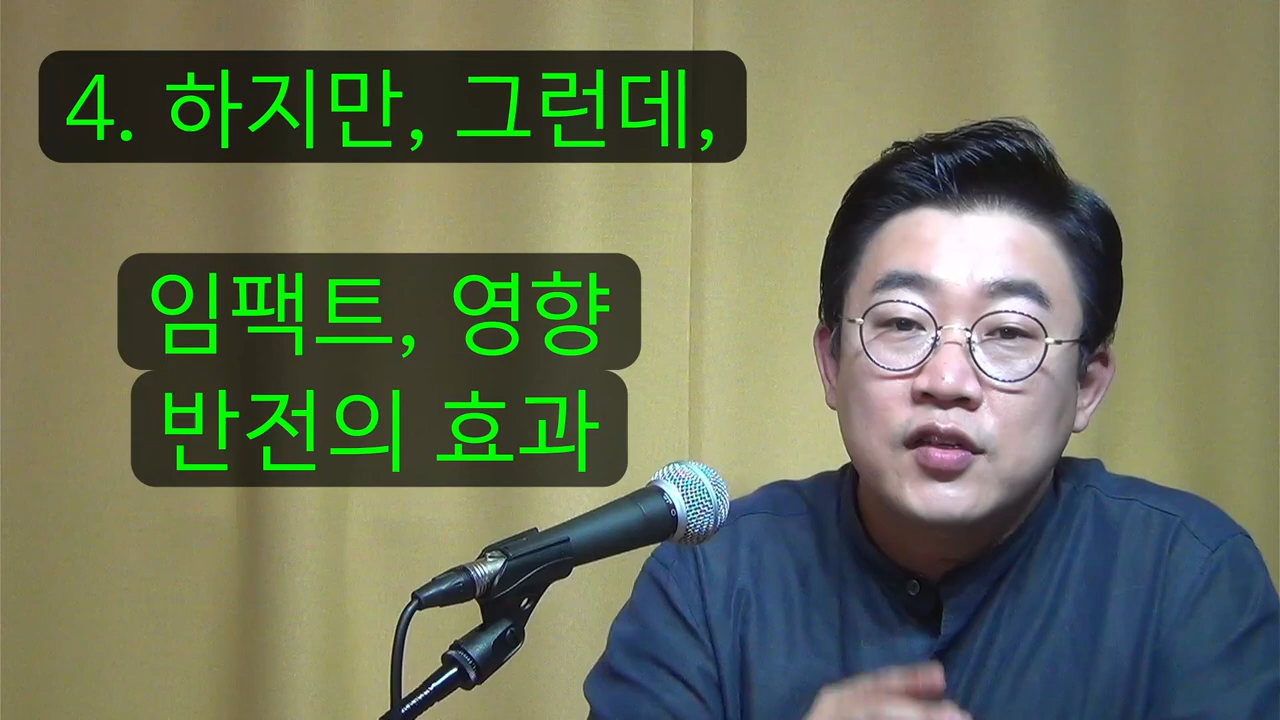 4. 하지만, 그런데,
임팩트, 영향
반전의 효과